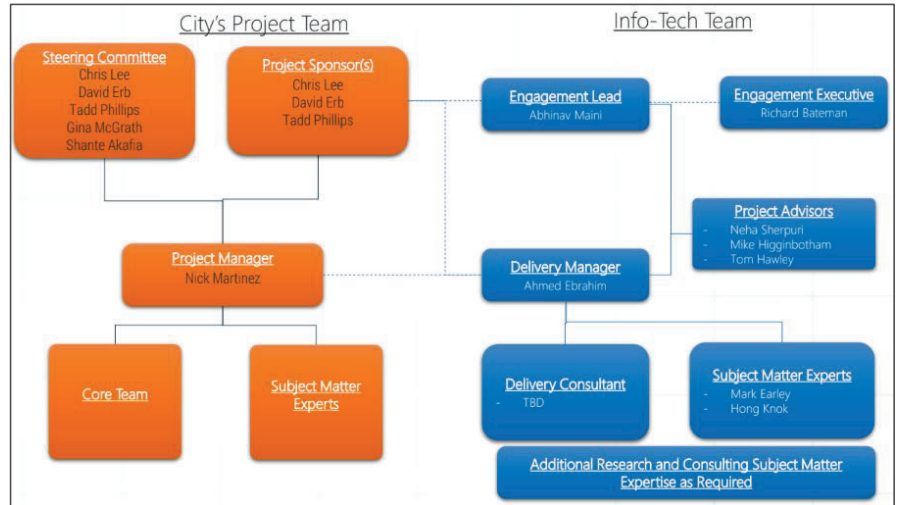 City's Project Team
Info-Tech Team
Steering Committee
Chris Lee
David Erb
Tadd Phillips
Gina McGrath
Shante Akafia
Project Sponsor(s)
Chris Lee
David Erb
Tadd Phillips
Engagement Lead
Abhinav Maini
Engagement Executive
Richard Bateman
Project Advisors
- Neha Sherpuri
- Mike Higginbotham
- Tom Hawley
Project Manager
Nick Martinez
Delivery Manager
Ahmed Ebrahim
Core Team
Subject Matter
Experts
Delivery Consultant
- TBD
Subject Matter Experts
- Mark Earley
- Hong Knok
Additional Research and Consulting Subject Matter
Expertise as Required